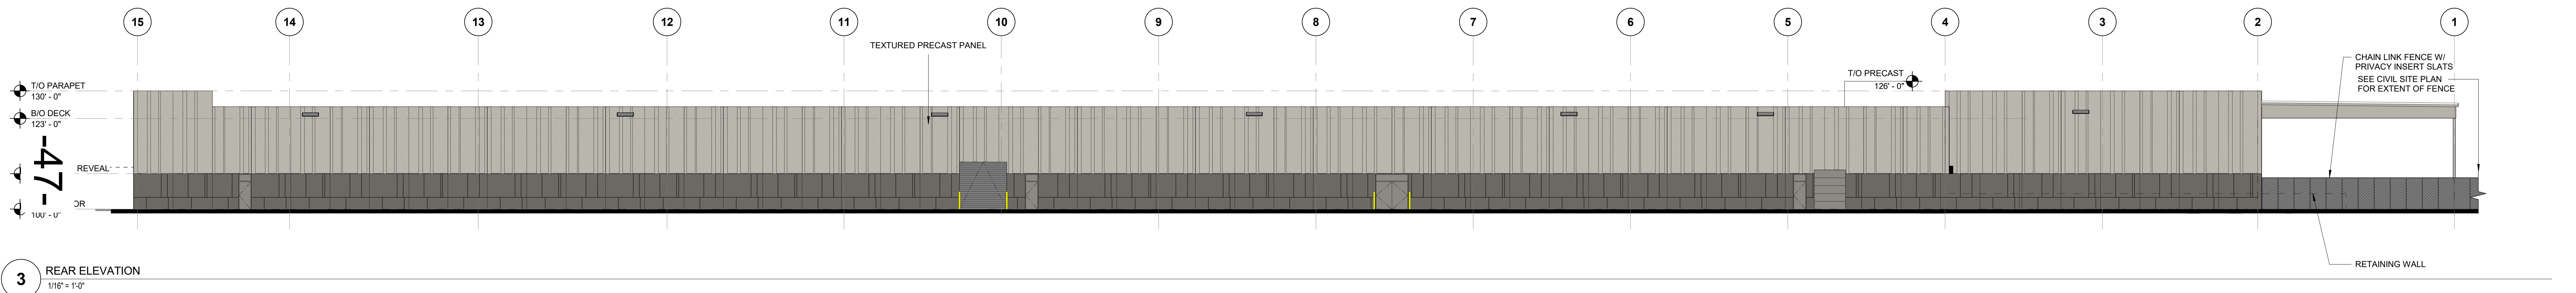 15 14 13 12 11 10 9 8 7 6 5 4 3 2 1
TEXTURED PRECAST PANEL
CHAIN LINK FENCE W/
PRIVACY INSERT SLATS
SEE CIVIL SITE PLAN
FOR EXTENT OF FENCE
T/O PRECAST
126' - 0"
T/O PARAPET
130' - 0"
B/O DECK
123' - 0"
-47-
REVEAL
OR
100' - 0"
RETAINING WALL
3
REAR ELEVATION
1/16" = 1'-0"